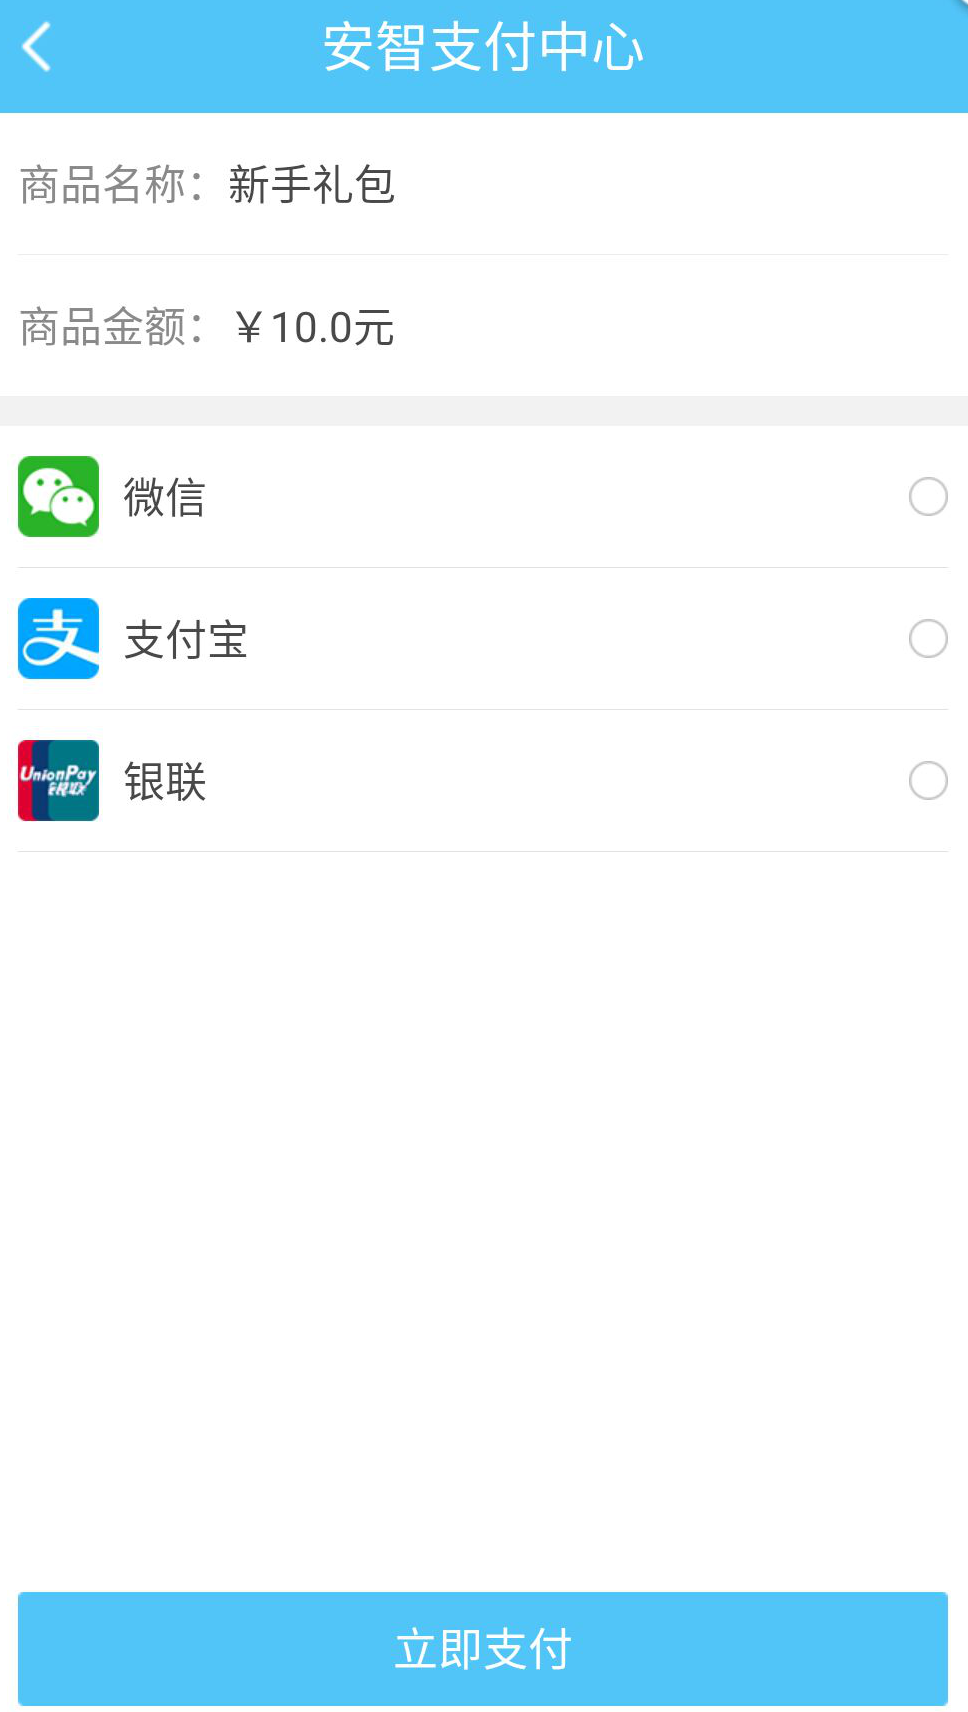 安智支付中心
商品名称：新手礼包
商品金额：￥10.0元
微信
支
支付宝
UnionPay
银联
银联
立即支付